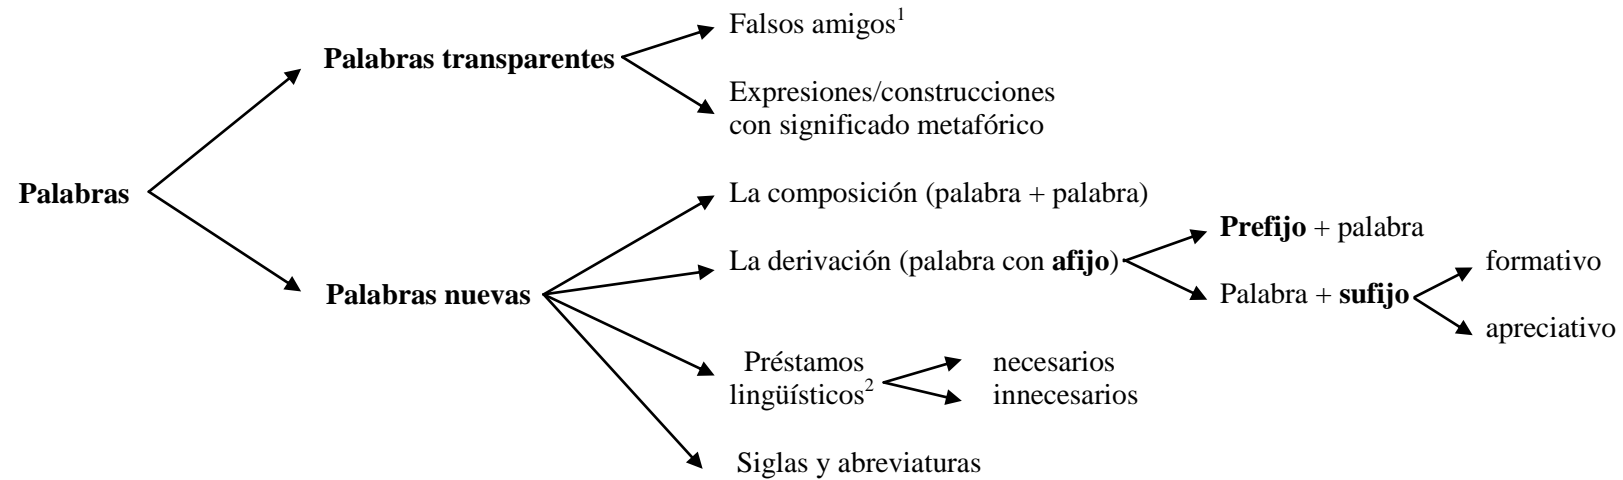 Palabras
Palabras transparentes
Falsos amigos¹
Expresiones/construcciones
con significado metafórico
Palabras nuevas
La composición (palabra + palabra)
La derivación (palabra con afijo)
Prefijo + palabra
Palabra + sufijo
formativo
apreciativo
Préstamos
lingüísticos²
necesarios
innecesarios
Siglas y abreviaturas